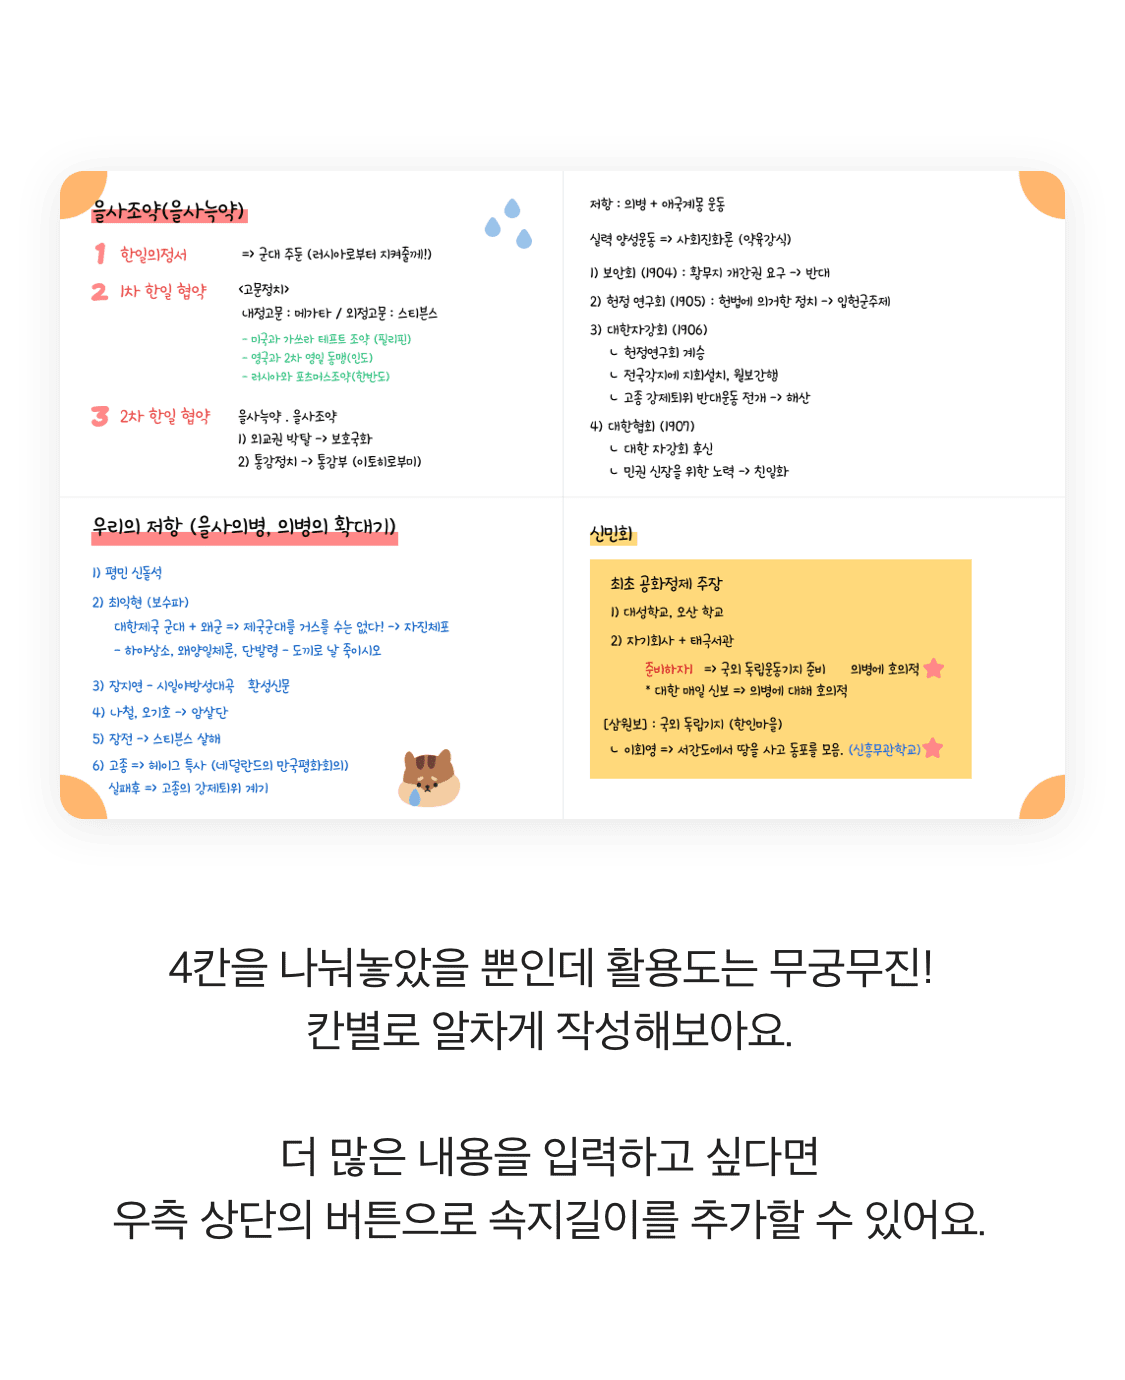 을사조약(을사늑약)
1 한일의정서 => 군대 주둔 (러시아로부터 지켜줄께!!)
2 1차 한일 협약 <고문정치>
내정고문 : 메가타 / 외정고문 : 스티븐스
- 미국과 가쓰라 테프트 조약 (필리핀)
- 영국과 2차 영일 동맹(인도)
- 러시아와 포츠머스조약(한반도)
3 2차 한일 협약 을사늑약 . 을사조약
1) 외교권 박탈 -> 보호국화
2) 통감정치 -> 통감부 (이토히로부미)
저항 : 의병 + 애국계몽 운동
실력 양성운동 => 사회진화론 (약육강식)
1) 보안회 (1904) : 황무지 개간권 요구 -> 반대
2) 헌정 연구회 (1905) : 헌법에 의거한 정치 -> 입헌군주제
3) 대한자강회 (1906)
ㄴ 헌정연구회 계승
ㄴ 전국각지에 지회설치, 월보간행
ㄴ 고종 강제퇴위 반대운동 전개 -> 해산
4) 대한협회 (1907)
ㄴ 대한 자강회 후신
ㄴ 민권 신장을 위한 노력 -> 친일화
우리의 저항 (을사의병, 의병의 확대기)
1) 평민 신돌석
2) 최익현 (보수파)
대한제국 군대 + 왜군 => 제국군대를 거스를 수는 없다! -> 자진체포
- 하야상소, 왜양일체론, 단발령 - 도끼로 날 죽이시오
3) 장지연 - 시일야방성대곡 황성신문
4) 나철, 오기호 -> 암살단
5) 장전 -> 스티븐스 살해
6) 고종 => 헤이그 특사 (네덜란드의 만국평화회의)
실패후 => 고종의 강제퇴위 계기
신민회
최초 공화정제 주장
1) 대성학교, 오산 학교
2) 자기회사 + 태극서관
준비하자! => 국외 독립운동기지 준비 의병에 호의적
* 대한 매일 신보 => 의병에 대해 호의적
[삼원보] : 국외 독립기지 (한인마을)
ㄴ 이회영 => 서간도에서 땅을 사고 동포를 모음. (신흥무관학교)
4칸을 나눠놓았을 뿐인데 활용도는 무궁무진!
칸별로 알차게 작성해보아요.
더 많은 내용을 입력하고 싶다면
우측 상단의 버튼으로 속지길이를 추가할 수 있어요.